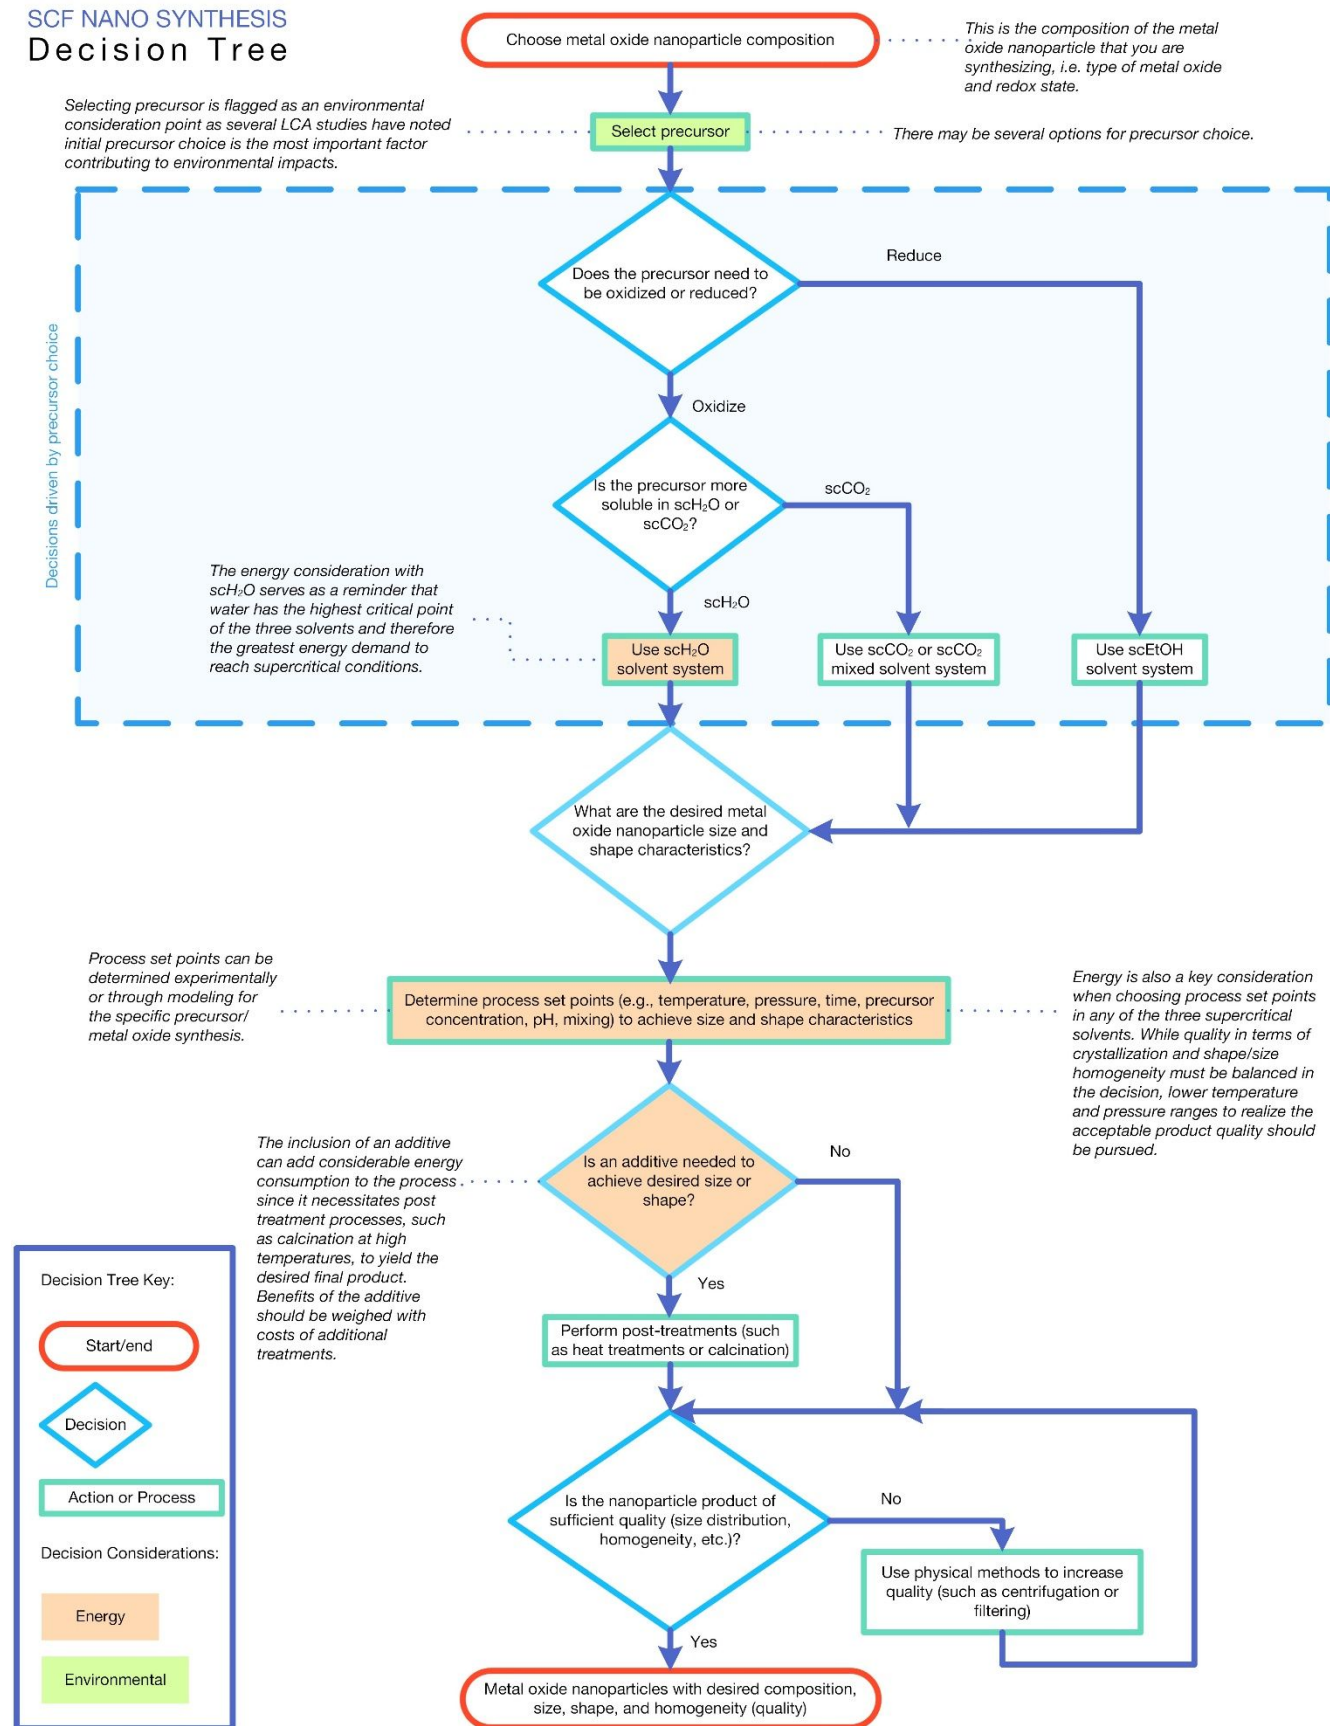 SCF NANO SYNTHESIS
Decision Tree
Choose metal oxide nanoparticle composition
This is the composition of the metal
oxide nanoparticle that you are
synthesizing, i.e. type of metal oxide
and redox state.
Selecting precursor is flagged as an environmental
consideration point as several LCA studies have noted
initial precursor choice is the most important factor
contributing to environmental impacts.
Select precursor
There may be several options for precursor choice.
Decisions driven by precursor choice
Does the precursor need to
be oxidized or reduced?
Reduce
Oxidize
Is the precursor more
soluble in scH₂O or
scCO₂?
scCO₂
scH₂O
The energy consideration with
scH₂O serves as a reminder that
water has the highest critical point
of the three solvents and therefore
the greatest energy demand to
reach supercritical conditions.
Use scH₂O
solvent system
Use scCO₂ or scCO₂
mixed solvent system
Use scEtOH
solvent system
What are the desired metal
oxide nanoparticle size and
shape characteristics?
Process set points can be
determined experimentally
or through modeling for
the specific precursor/
metal oxide synthesis.
Determine process set points (e.g., temperature, pressure, time, precursor
concentration, pH, mixing) to achieve size and shape characteristics
Energy is also a key consideration
when choosing process set points
in any of the three supercritical
solvents. While quality in terms of
crystallization and shape/size
homogeneity must be balanced in
the decision, lower temperature
and pressure ranges to realize the
acceptable product quality should
be pursued.
The inclusion of an additive
can add considerable energy
consumption to the process
since it necessitates post
treatment processes, such
as calcination at high
temperatures, to yield the
desired final product.
Benefits of the additive
should be weighed with
costs of additional
treatments.
Is an additive needed to
achieve desired size or
shape?
No
Yes
Perform post-treatments (such
as heat treatments or calcination)
Is the nanoparticle product of
sufficient quality (size distribution,
homogeneity, etc.)?
No
Use physical methods to increase
quality (such as centrifugation or
filtering)
Yes
Metal oxide nanoparticles with desired composition,
size, shape, and homogeneity (quality)
Decision Tree Key:
Start/end
Decision
Action or Process
Decision Considerations:
Energy
Environmental